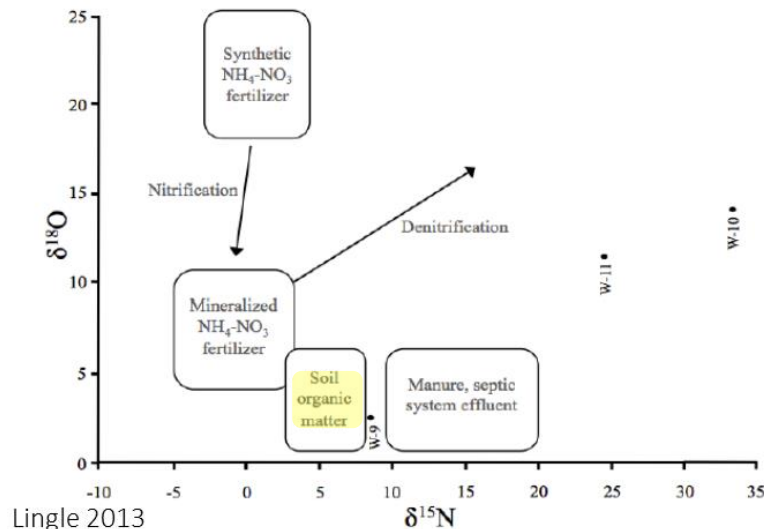 25
Synthetic
NH₄-NO₃
fertilizer
20
Nitrification
15
δ¹⁸O
Denitrification
W-10
W-11
10
Mineralized
NH₄-NO₃
fertilizer
5
Soil
organic
matter
Manure, septic
system effluent
W-9
0
-10 -5 0 5 10 15 20 25 30 35
δ¹⁵N
Lingle 2013